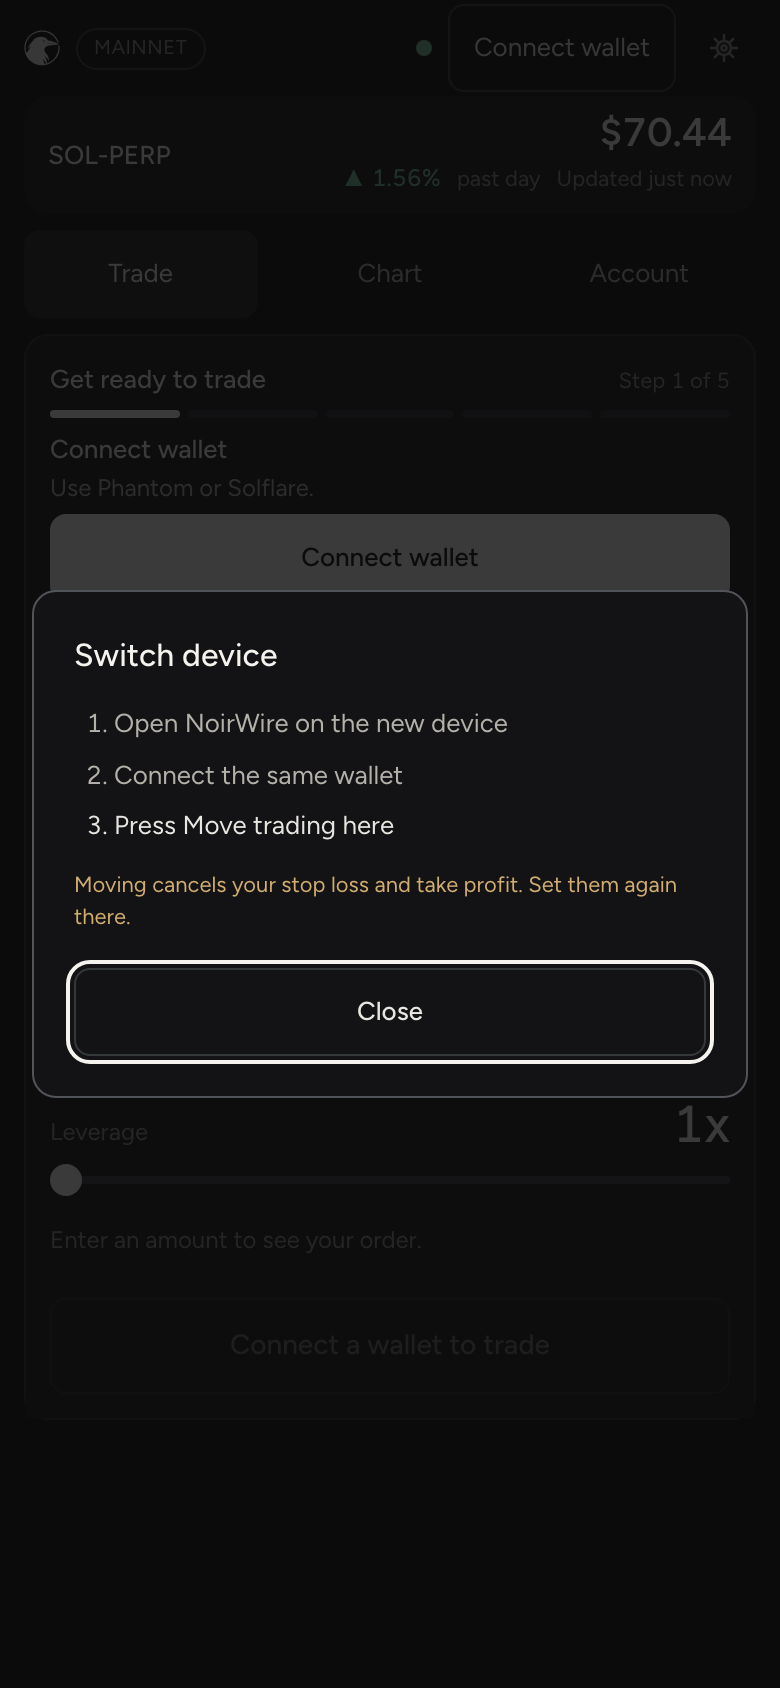 MAINNET
Connect wallet
SOL-PERP
$70.44
▲ 1.56% past day Updated just now
Trade
Chart
Account
Get ready to trade
Step 1 of 5
Connect wallet
Use Phantom or Solflare.
Connect wallet
Switch device
1. Open NoirWire on the new device
2. Connect the same wallet
3. Press Move trading here
Moving cancels your stop loss and take profit. Set them again
there.
Close
Leverage
1x
Enter an amount to see your order.
Connect a wallet to trade